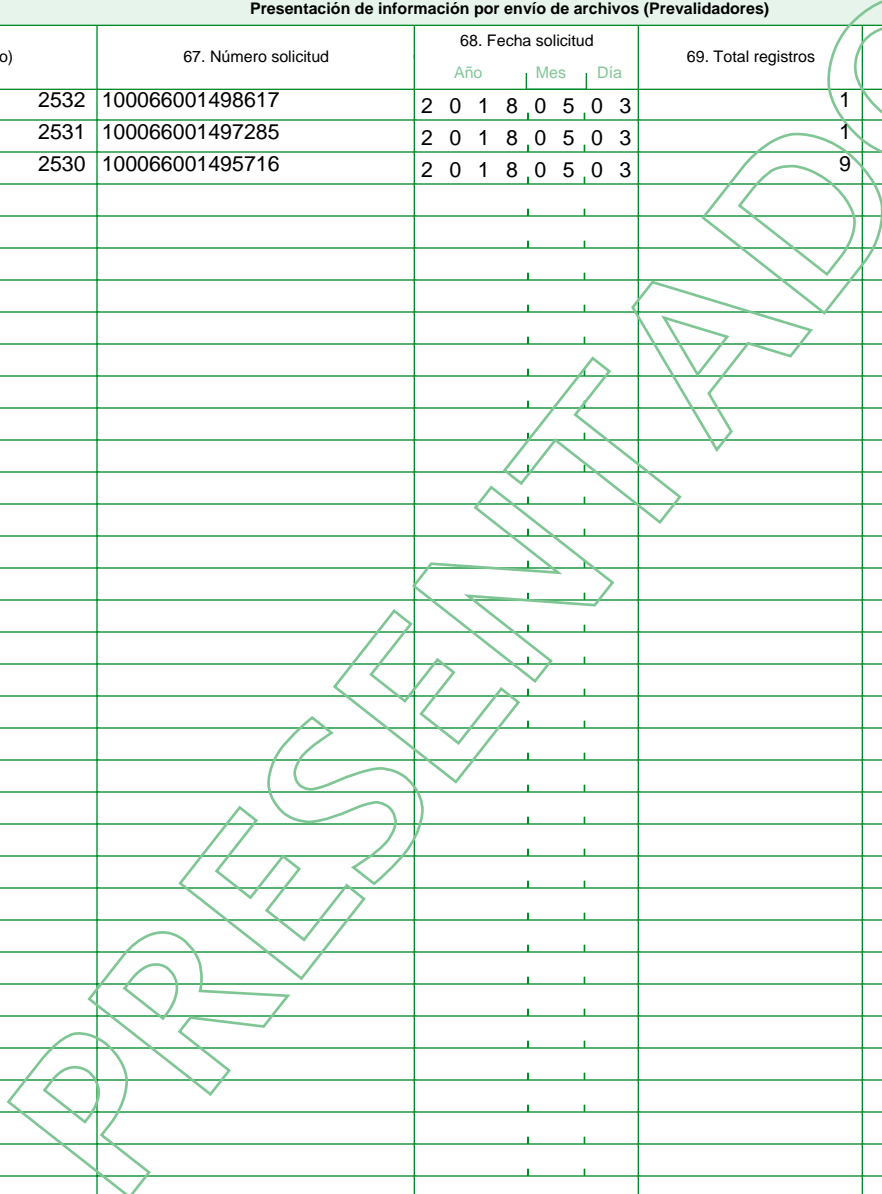 Presentación de información por envío de archivos (Prevalidadores)
o) 67. Número solicitud 68. Fecha solicitud 69. Total registros
Año Mes Día
2532 100066001498617 2 0 1 8 0 5 0 3 1
2531 100066001497285 2 0 1 8 0 5 0 3 1
2530 100066001495716 2 0 1 8 0 5 0 3 9
PRESENTADO